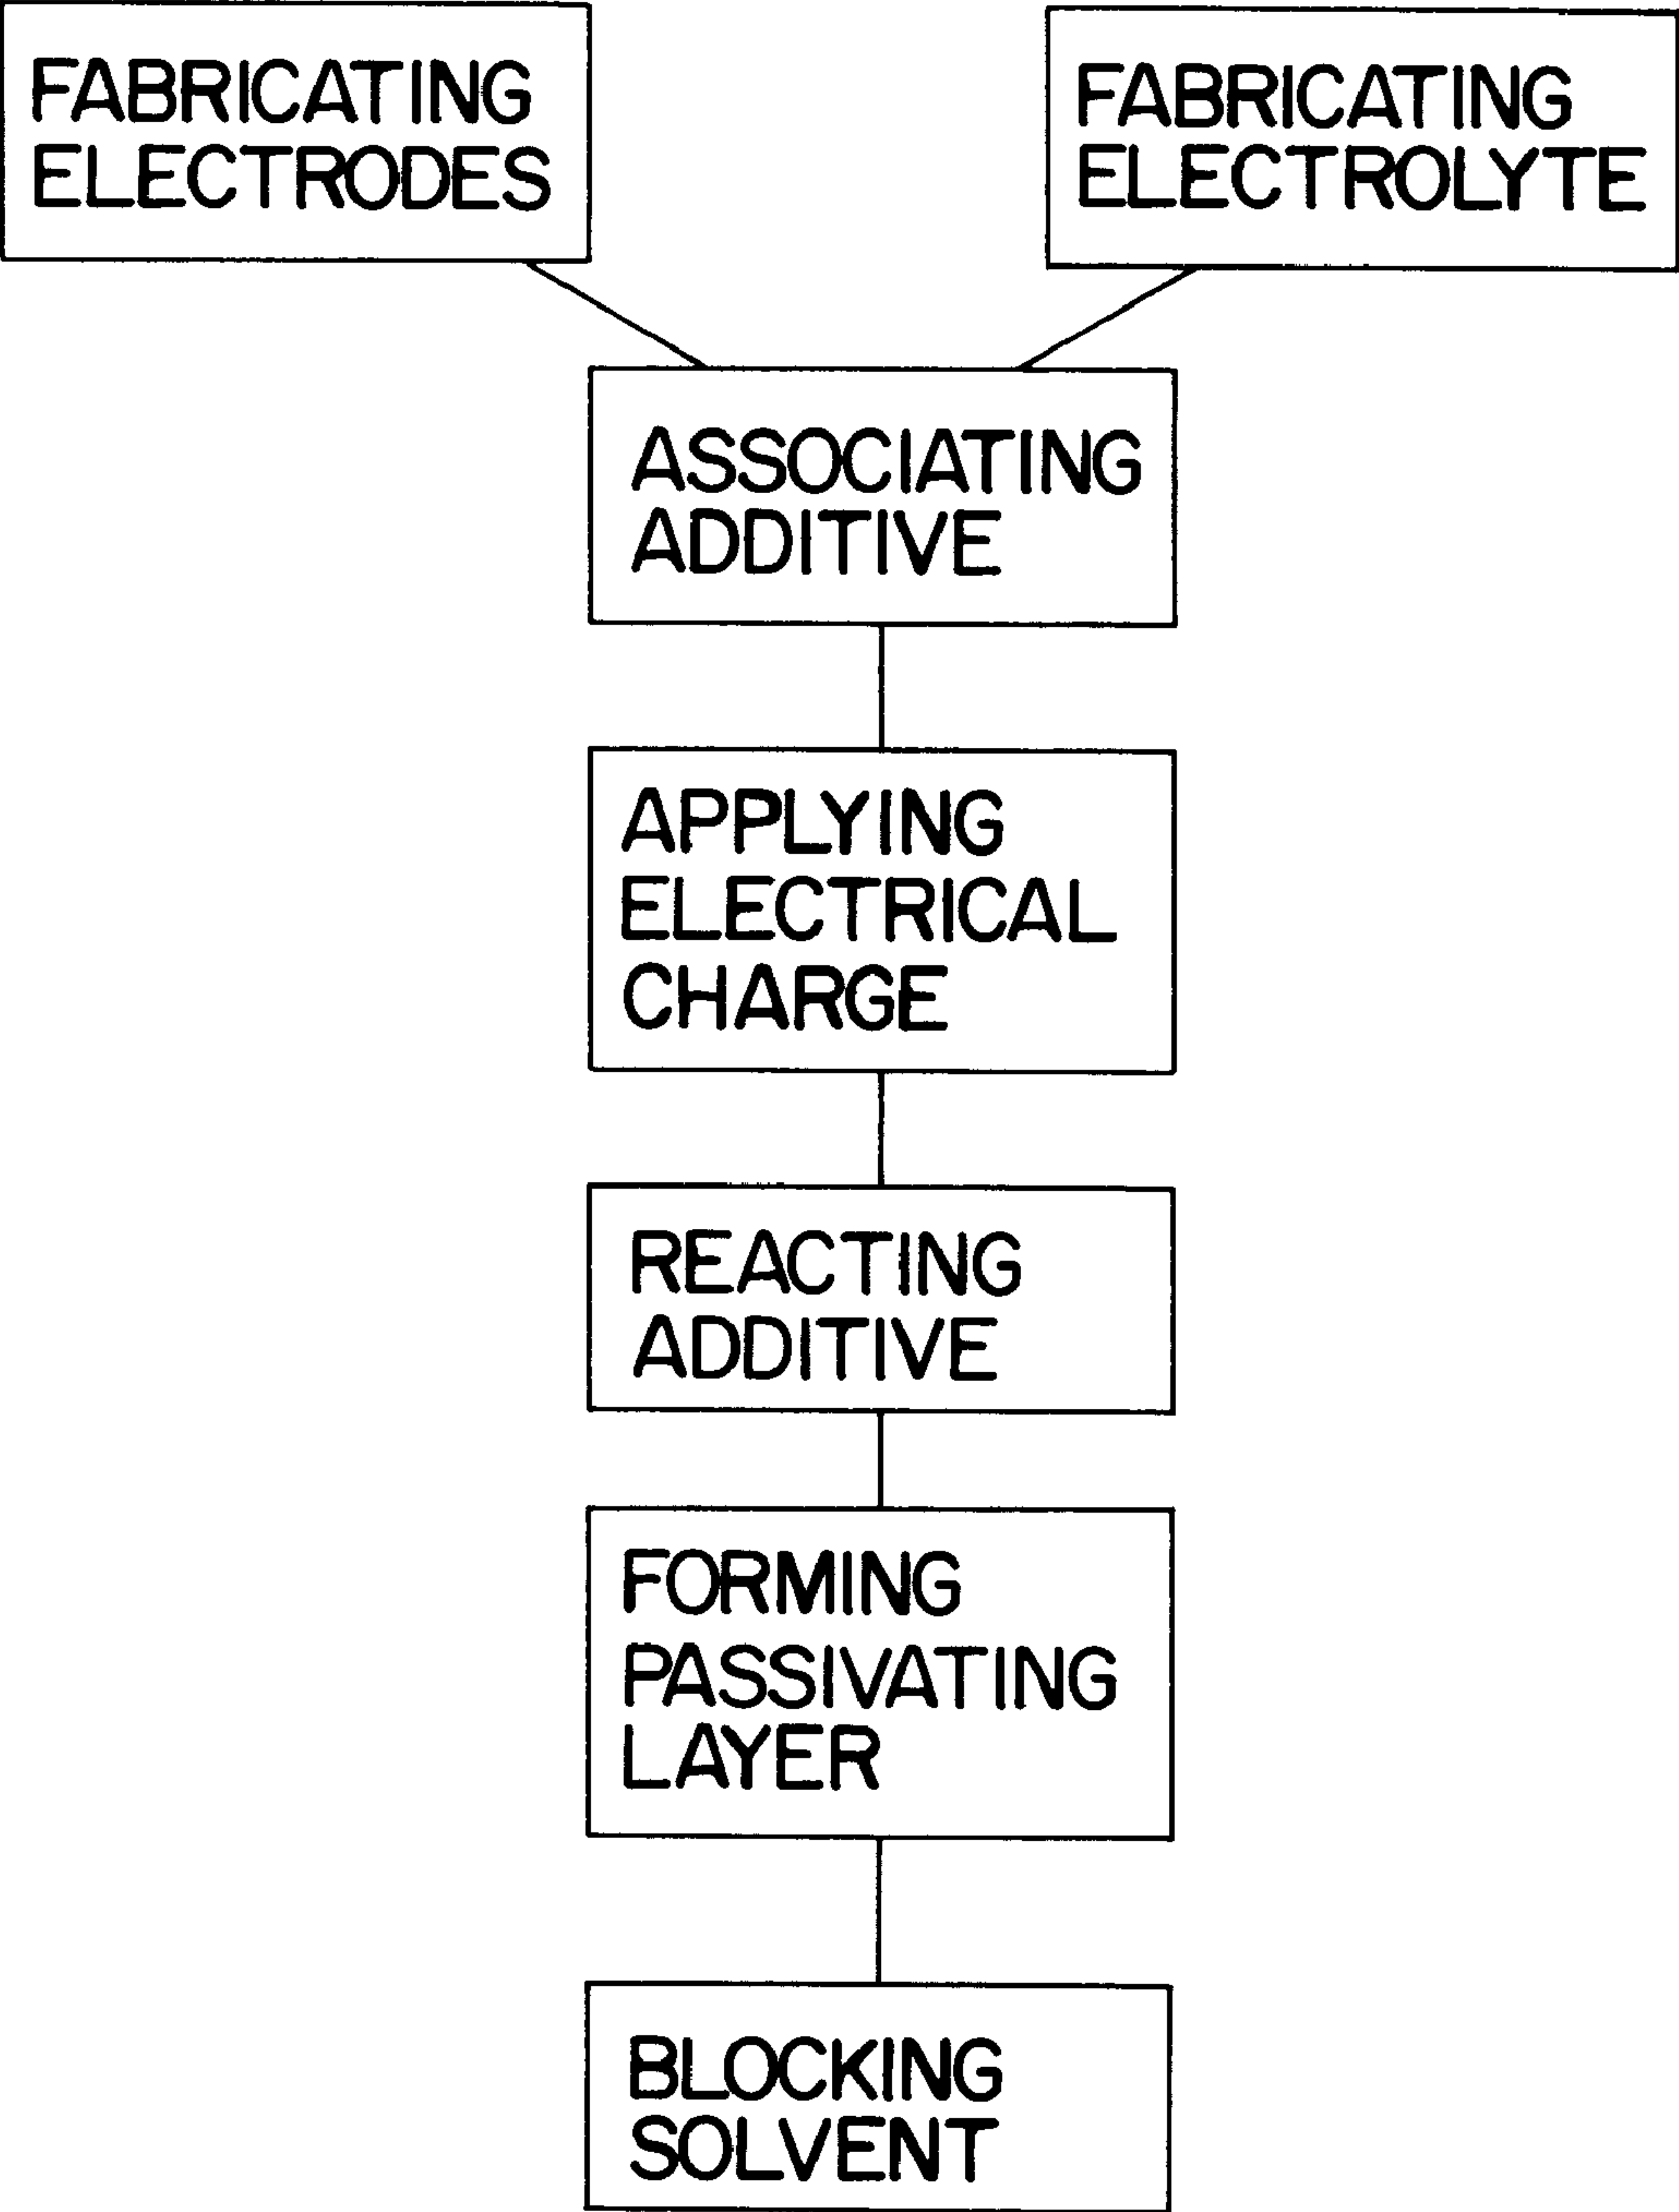 FABRICATING
ELECTRODES
FABRICATING
ELECTROLYTE
ASSOCIATING
ADDITIVE
APPLYING
ELECTRICAL
CHARGE
REACTING
ADDITIVE
FORMING
PASSIVATING
LAYER
BLOCKING
SOLVENT